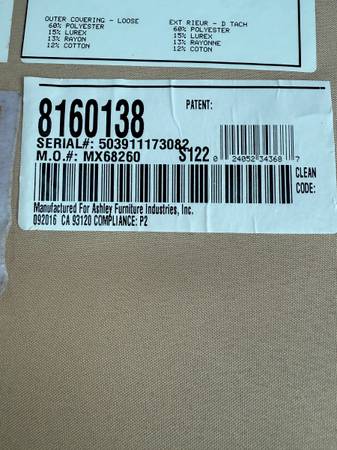 OUTER COVERING - LOOSE
60% POLYESTER
15% LUREX
13% RAYON
12% COTTON
EXT RIEUR - D TACH
60% POLYESTER
15% LUREX
13% RAYONNE
12% COTON
8160138
PATENT:
SERIAL#: 503911173082
M.O.#: MX68260
S122
0 24052 34368 7
CLEAN
CODE:
Manufactured For Ashley Furniture Industries, Inc.
092016 CA 93120 COMPLIANCE: P2